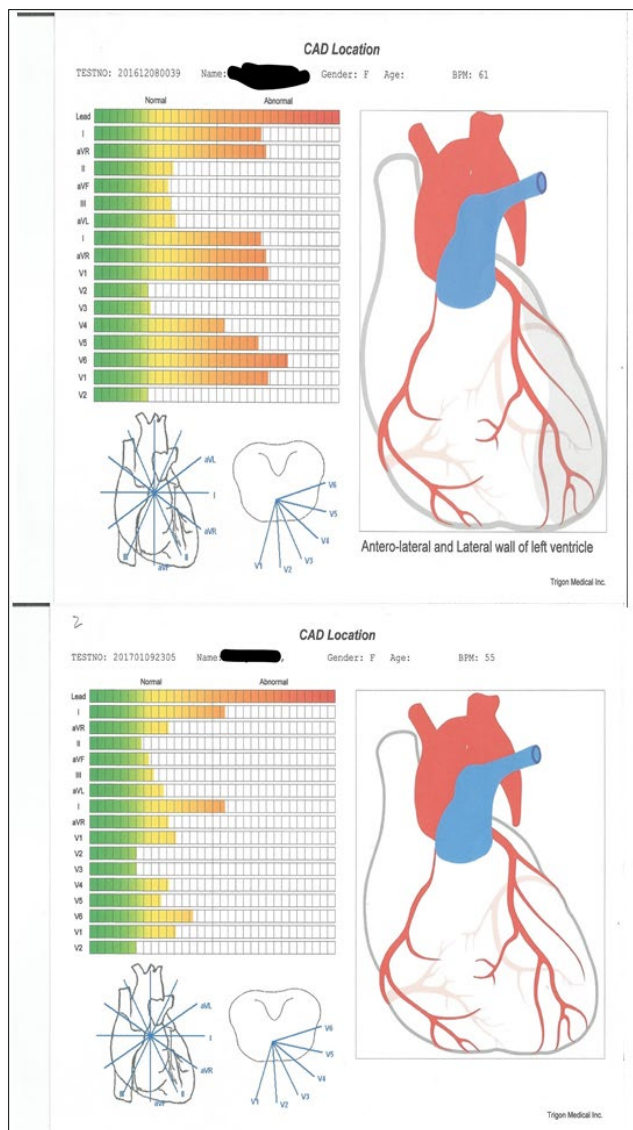 CAD Location
TESTNO: 201612080039 Name: Gender: F Age: BPM: 61
Normal Abnormal
Lead
I
aVR
II
aVF
III
aVL
I
aVR
V1
V2
V3
V4
V5
V6
V1
V2
aVL
I
aVR
III aVF II
V6
V5
V4
V3
V2
V1
Antero-lateral and Lateral wall of left ventricle
Trigon Medical Inc.
2
CAD Location
TESTNO: 201701092305 Name: Gender: F Age: BPM: 55
Normal Abnormal
Lead
I
aVR
II
aVF
III
aVL
I
aVR
V1
V2
V3
V4
V5
V6
V1
V2
aVL
I
aVR
III aVF II
V6
V5
V4
V3
V2
V1
Trigon Medical Inc.